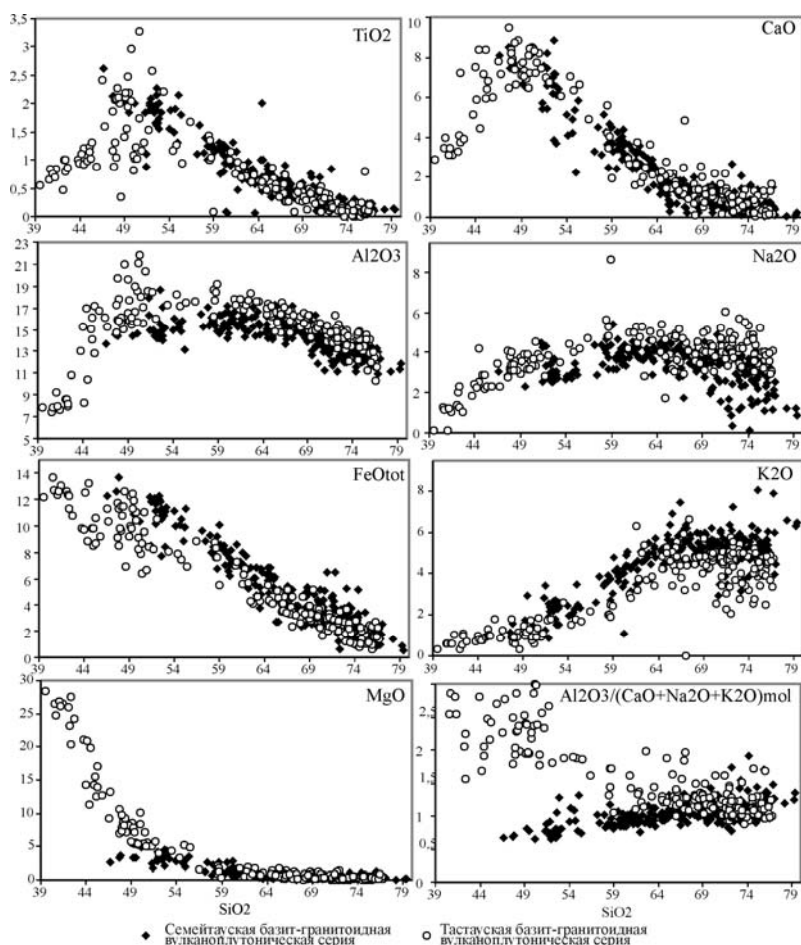 TiO2
3,5
3
2,5
2
1,5
1
0,5
0
39 44 49 54 59 64 69 74 79
CaO
10
8
6
4
2
0
39 44 49 54 59 64 69 74 79
Al2O3
23
21
19
17
15
13
11
9
7
5
39 44 49 54 59 64 69 74 79
Na2O
8
6
4
2
0
39 44 49 54 59 64 69 74 79
FeOtot
14
12
10
8
6
4
2
0
39 44 49 54 59 64 69 74 79
K2O
8
6
4
2
0
39 44 49 54 59 64 69 74 79
MgO
30
25
20
15
10
5
0
39 44 49 54 59 64 69 74 79
SiO2
Al2O3/(CaO+Na2O+K2O)mol
2,5
2
1,5
1
0,5
0
39 44 49 54 59 64 69 74 79
SiO2
Семейтауская базит-гранитоидная
вулканоплутоническая серия
Тастауская базит-гранитоидная
вулканоплутоническая серия